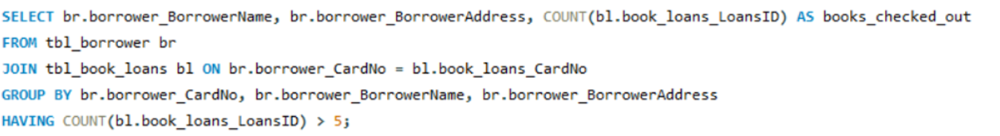 SELECT br.borrower_BorrowerName, br.borrower_BorrowerAddress, COUNT(bl.book_loans_LoansID) AS books_checked_out
FROM tbl_borrower br
JOIN tbl_book_loans bl ON br.borrower_CardNo = bl.book_loans_CardNo
GROUP BY br.borrower_CardNo, br.borrower_BorrowerName, br.borrower_BorrowerAddress
HAVING COUNT(bl.book_loans_LoansID) > 5;